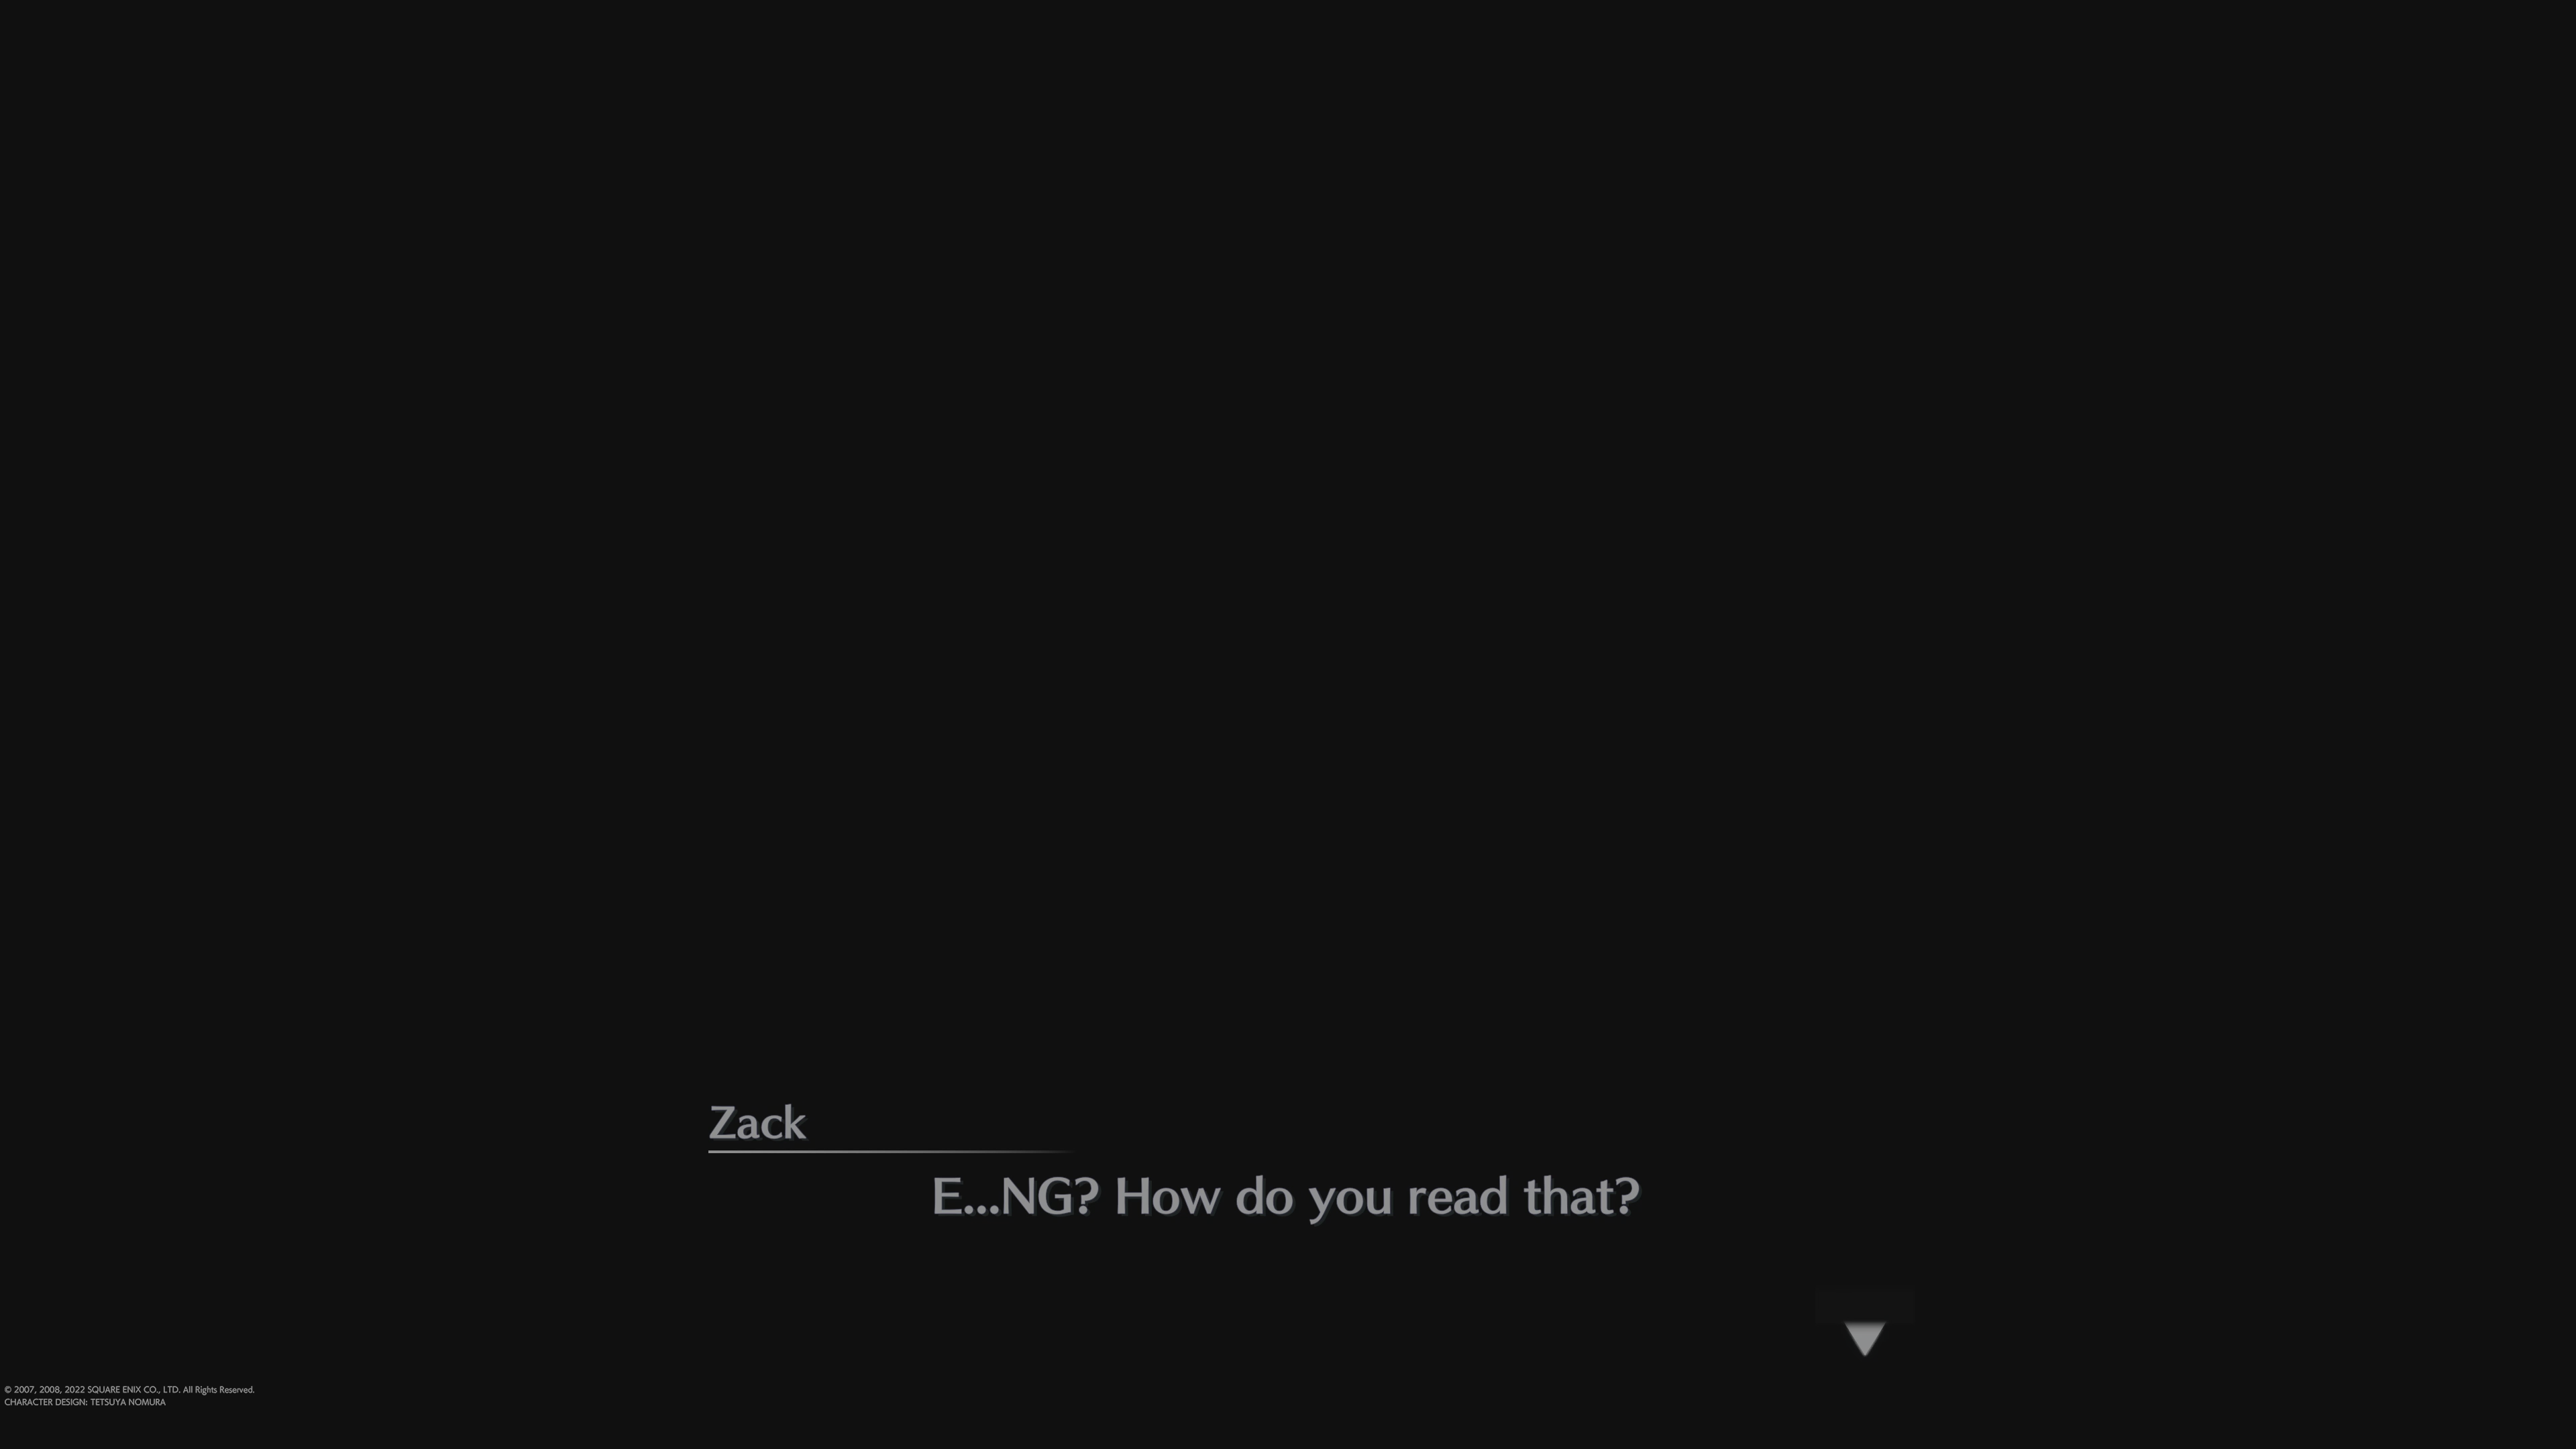 Zack
E...NG? How do you read that?
© 2007, 2008, 2022 SQUARE ENIX CO., LTD. All Rights Reserved.
CHARACTER DESIGN: TETSUYA NOMURA